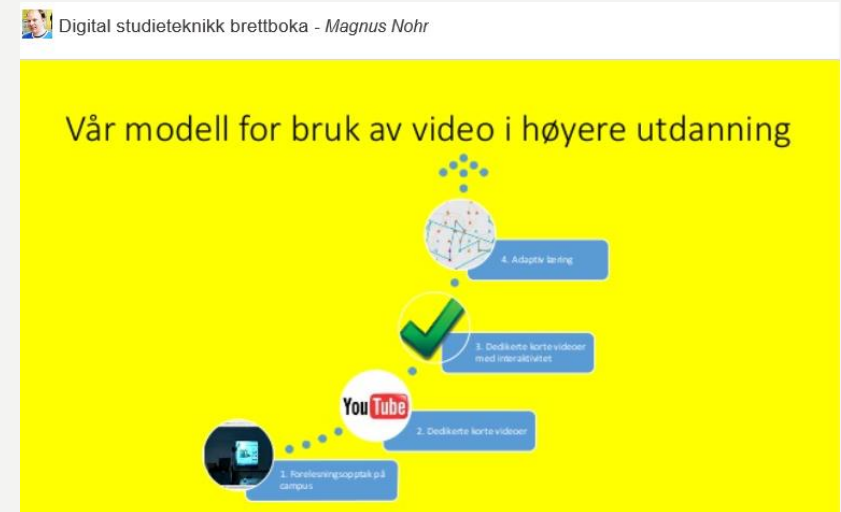 Digital studieteknikk brettboka - Magnus Nohr
Vår modell for bruk av video i høyere utdanning
4. Adaptiv læring
3. Dedikerte korte videoer
med interaktivitet
YouTube
2. Dedikerte korte videoer
1. Forelesningsopptak på
campus